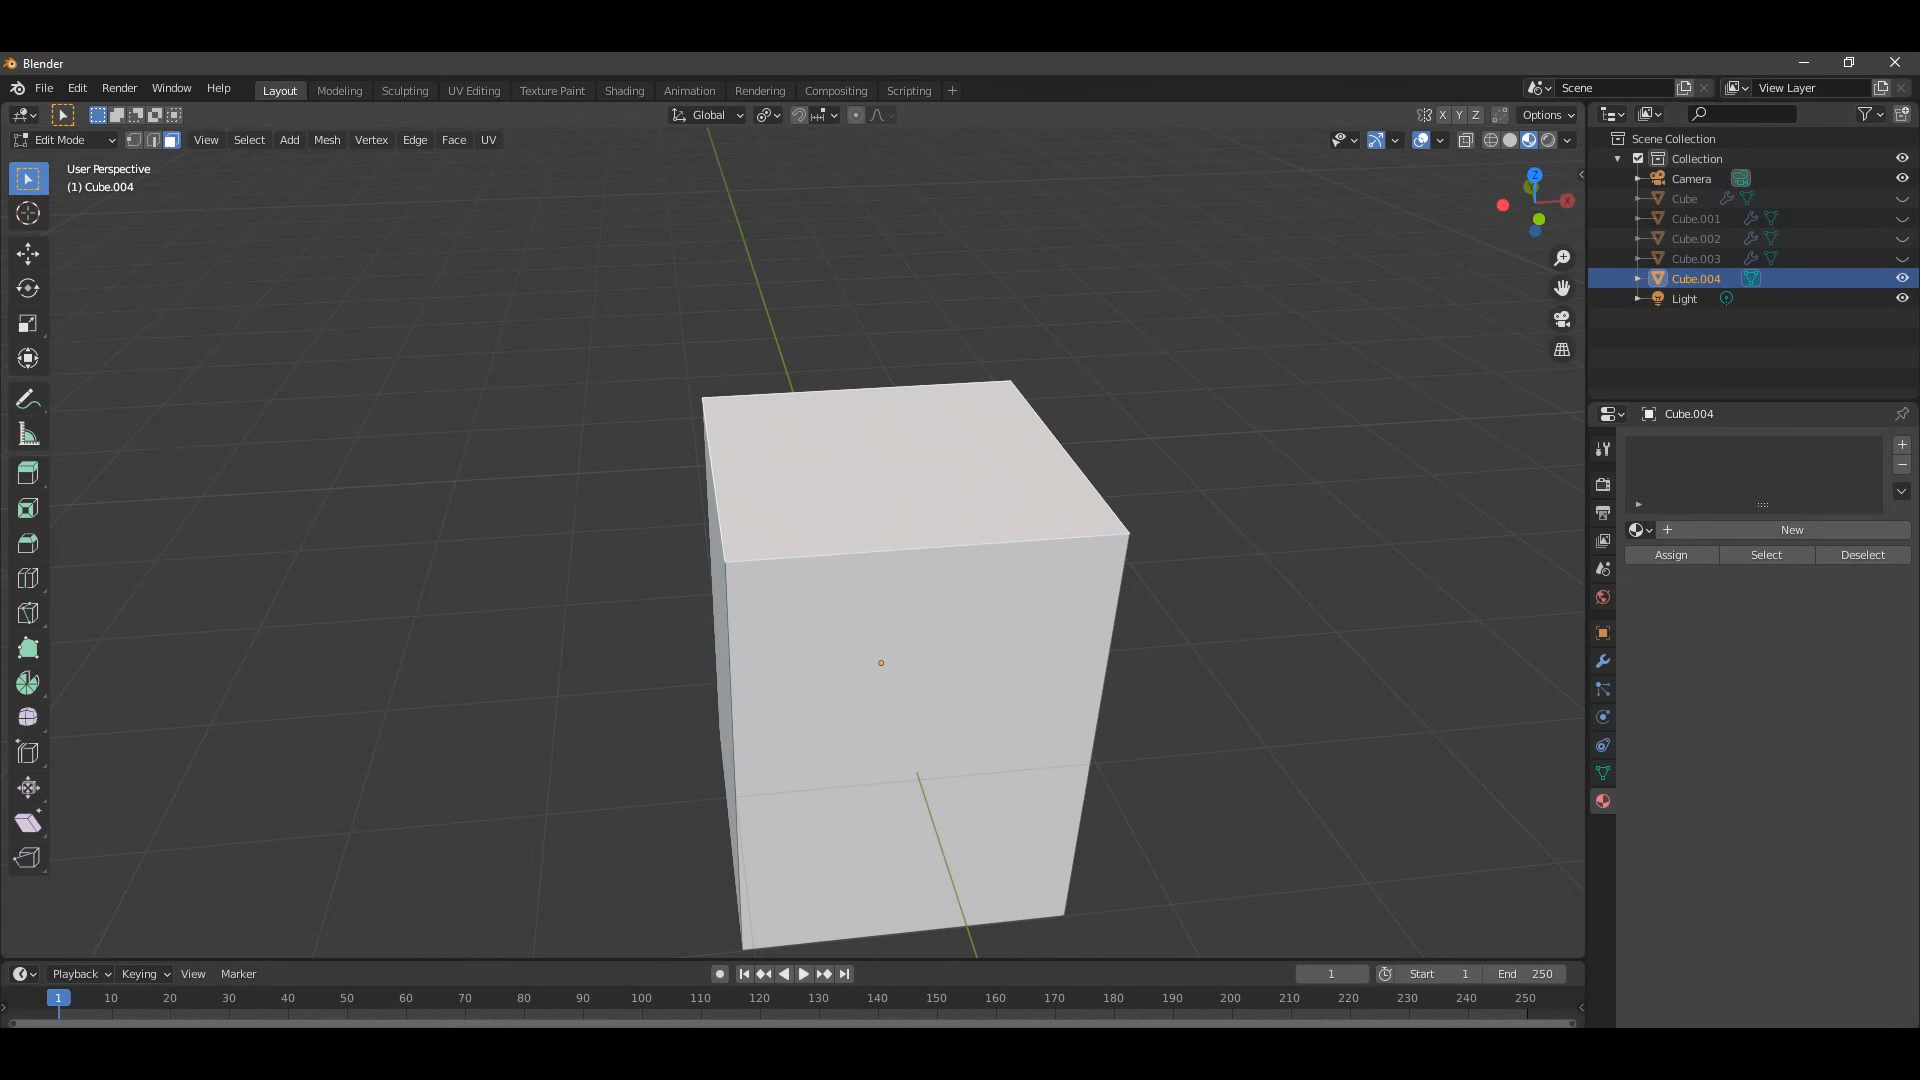 Blender
File Edit Render Window Help Layout Modeling Sculpting UV Editing Texture Paint Shading Animation Rendering Compositing Scripting + Scene View Layer
Global X Y Z Options
Edit Mode View Select Add Mesh Vertex Edge Face UV
User Perspective
(1) Cube.004
Z
X
Scene Collection
Collection
Camera
Cube
Cube.001
Cube.002
Cube.003
Cube.004
Light
Cube.004
+ New
Assign Select Deselect
Playback Keying View Marker 1 Start 1 End 250
1 10 20 30 40 50 60 70 80 90 100 110 120 130 140 150 160 170 180 190 200 210 220 230 240 250